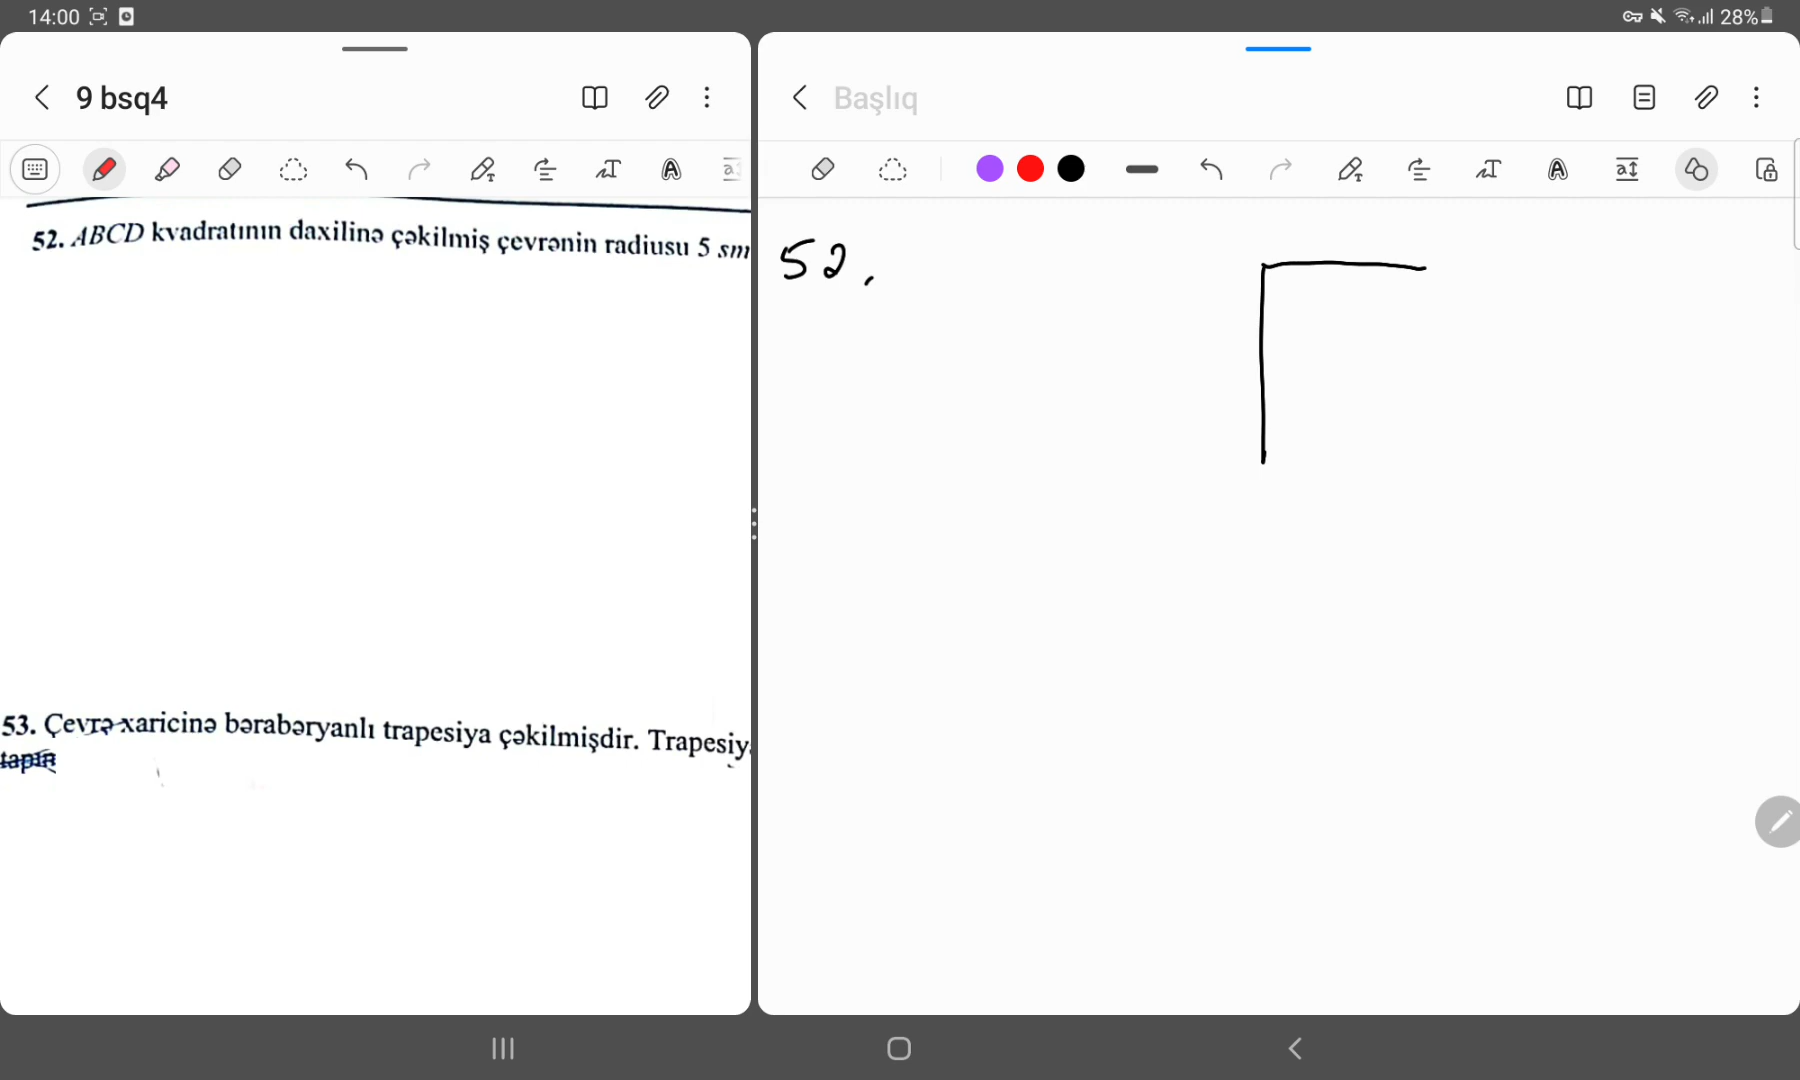 14:00
28%
9 bsq4
Başlıq
52. ABCD kvadratının daxilinə çəkilmiş çevrənin radiusu 5 sm
53. Çevrə xaricinə bərabəryanlı trapesiya çəkilmişdir. Trapesiy
tapın
52.